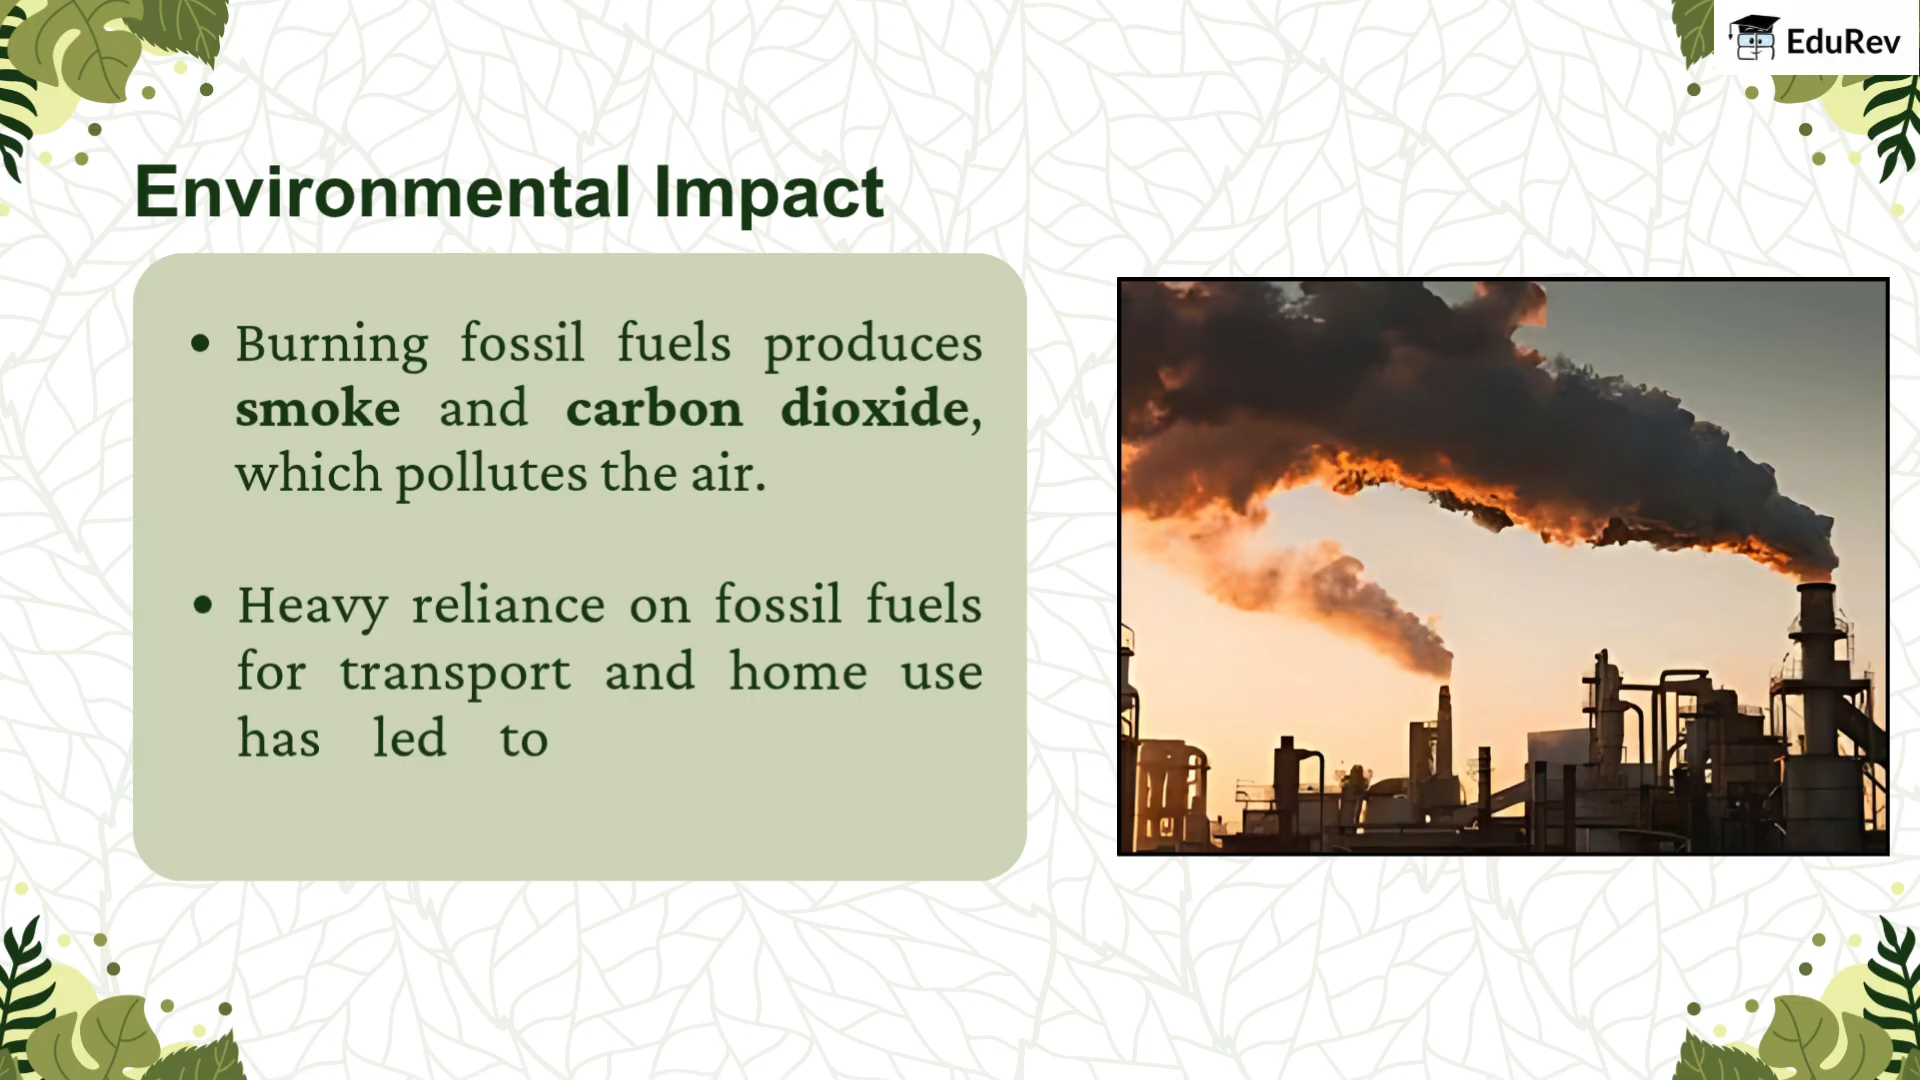 EduRev
Environmental Impact
• Burning fossil fuels produces
smoke and carbon dioxide,
which pollutes the air.
• Heavy reliance on fossil fuels
for transport and home use
has led to